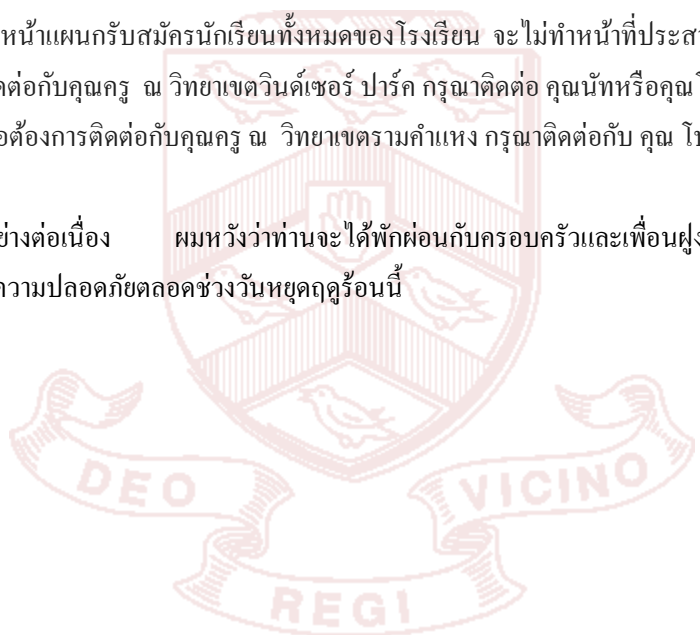 หน้าแผนกรับสมัครนักเรียนทั้งหมดของโรงเรียน จะไม่ทำหน้าที่ประสา
ต่อกับคุณครู ณ วิทยาเขตวินด์เซอร์ ปาร์ค กรุณาติดต่อ คุณนัทหรือคุณ
ต้องการติดต่อกับคุณครู ณ วิทยาเขตรามคำแหง กรุณาติดต่อกับ คุณ โบ
ย่างต่อเนื่อง ผมหวังว่าท่านจะได้พักผ่อนกับครอบครัวและเพื่อนฝูง
ความปลอดภัยตลอดช่วงวันหยุดฤดูร้อนนี้
DEO VICINO
REGI